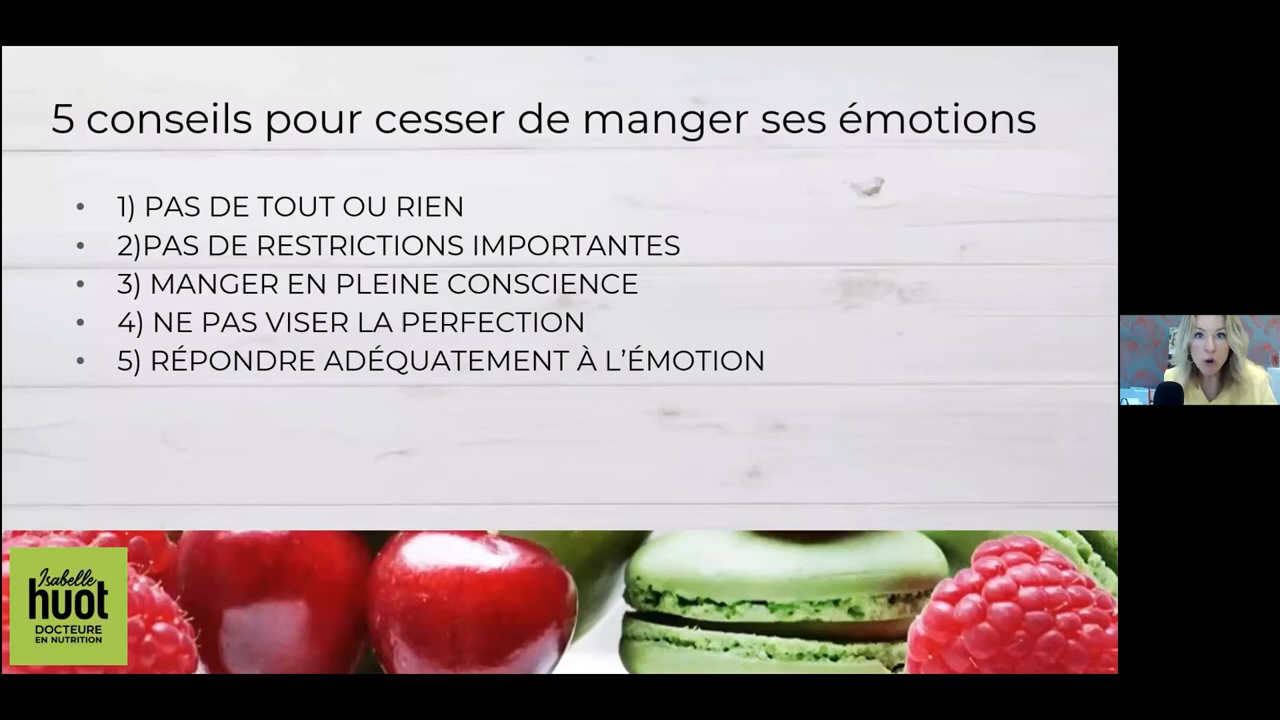 5 conseils pour cesser de manger ses émotions
• 1) PAS DE TOUT OU RIEN
• 2)PAS DE RESTRICTIONS IMPORTANTES
• 3) MANGER EN PLEINE CONSCIENCE
• 4) NE PAS VISER LA PERFECTION
• 5) RÉPONDRE ADÉQUATEMENT À L’ÉMOTION
Isabelle
huot
DOCTEURE
EN NUTRITION